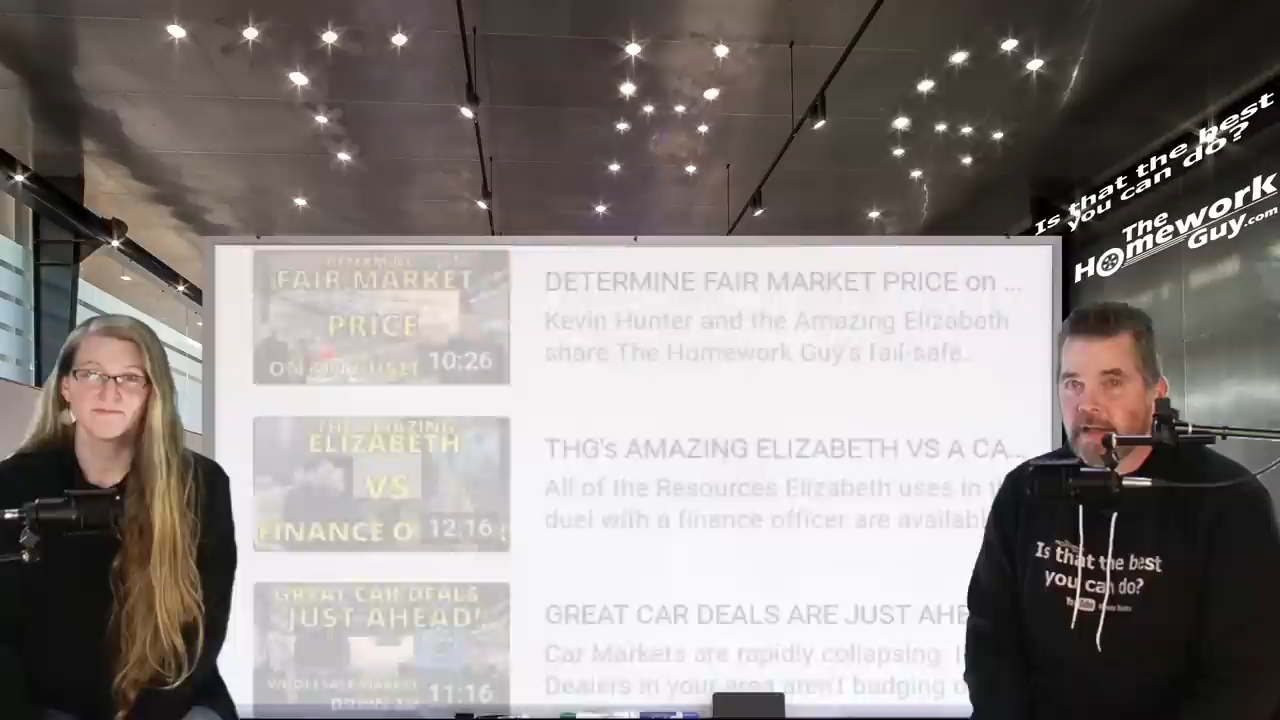 Is that the best
you can do?
The
Homework
Guy.com
FAIR MARKET
PRICE
10:26
DETERMINE FAIR MARKET PRICE on ...
Kevin Hunter and the Amazing Elizabeth
share The Homework Guy's fail-safe...
THE AMAZING
ELIZABETH
VS
FINANCE O
12:16
THG's AMAZING ELIZABETH VS A CA...
All of the Resources Elizabeth uses in
duel with a finance officer are
GREAT CAR DEALS
JUST AHEAD!
WHOLESALE MARKET
11:16
GREAT CAR DEALS ARE JUST AHE
Car Markets are rapidly collapsing.
Dealers in your area aren't budging
Is that the best
you can do?